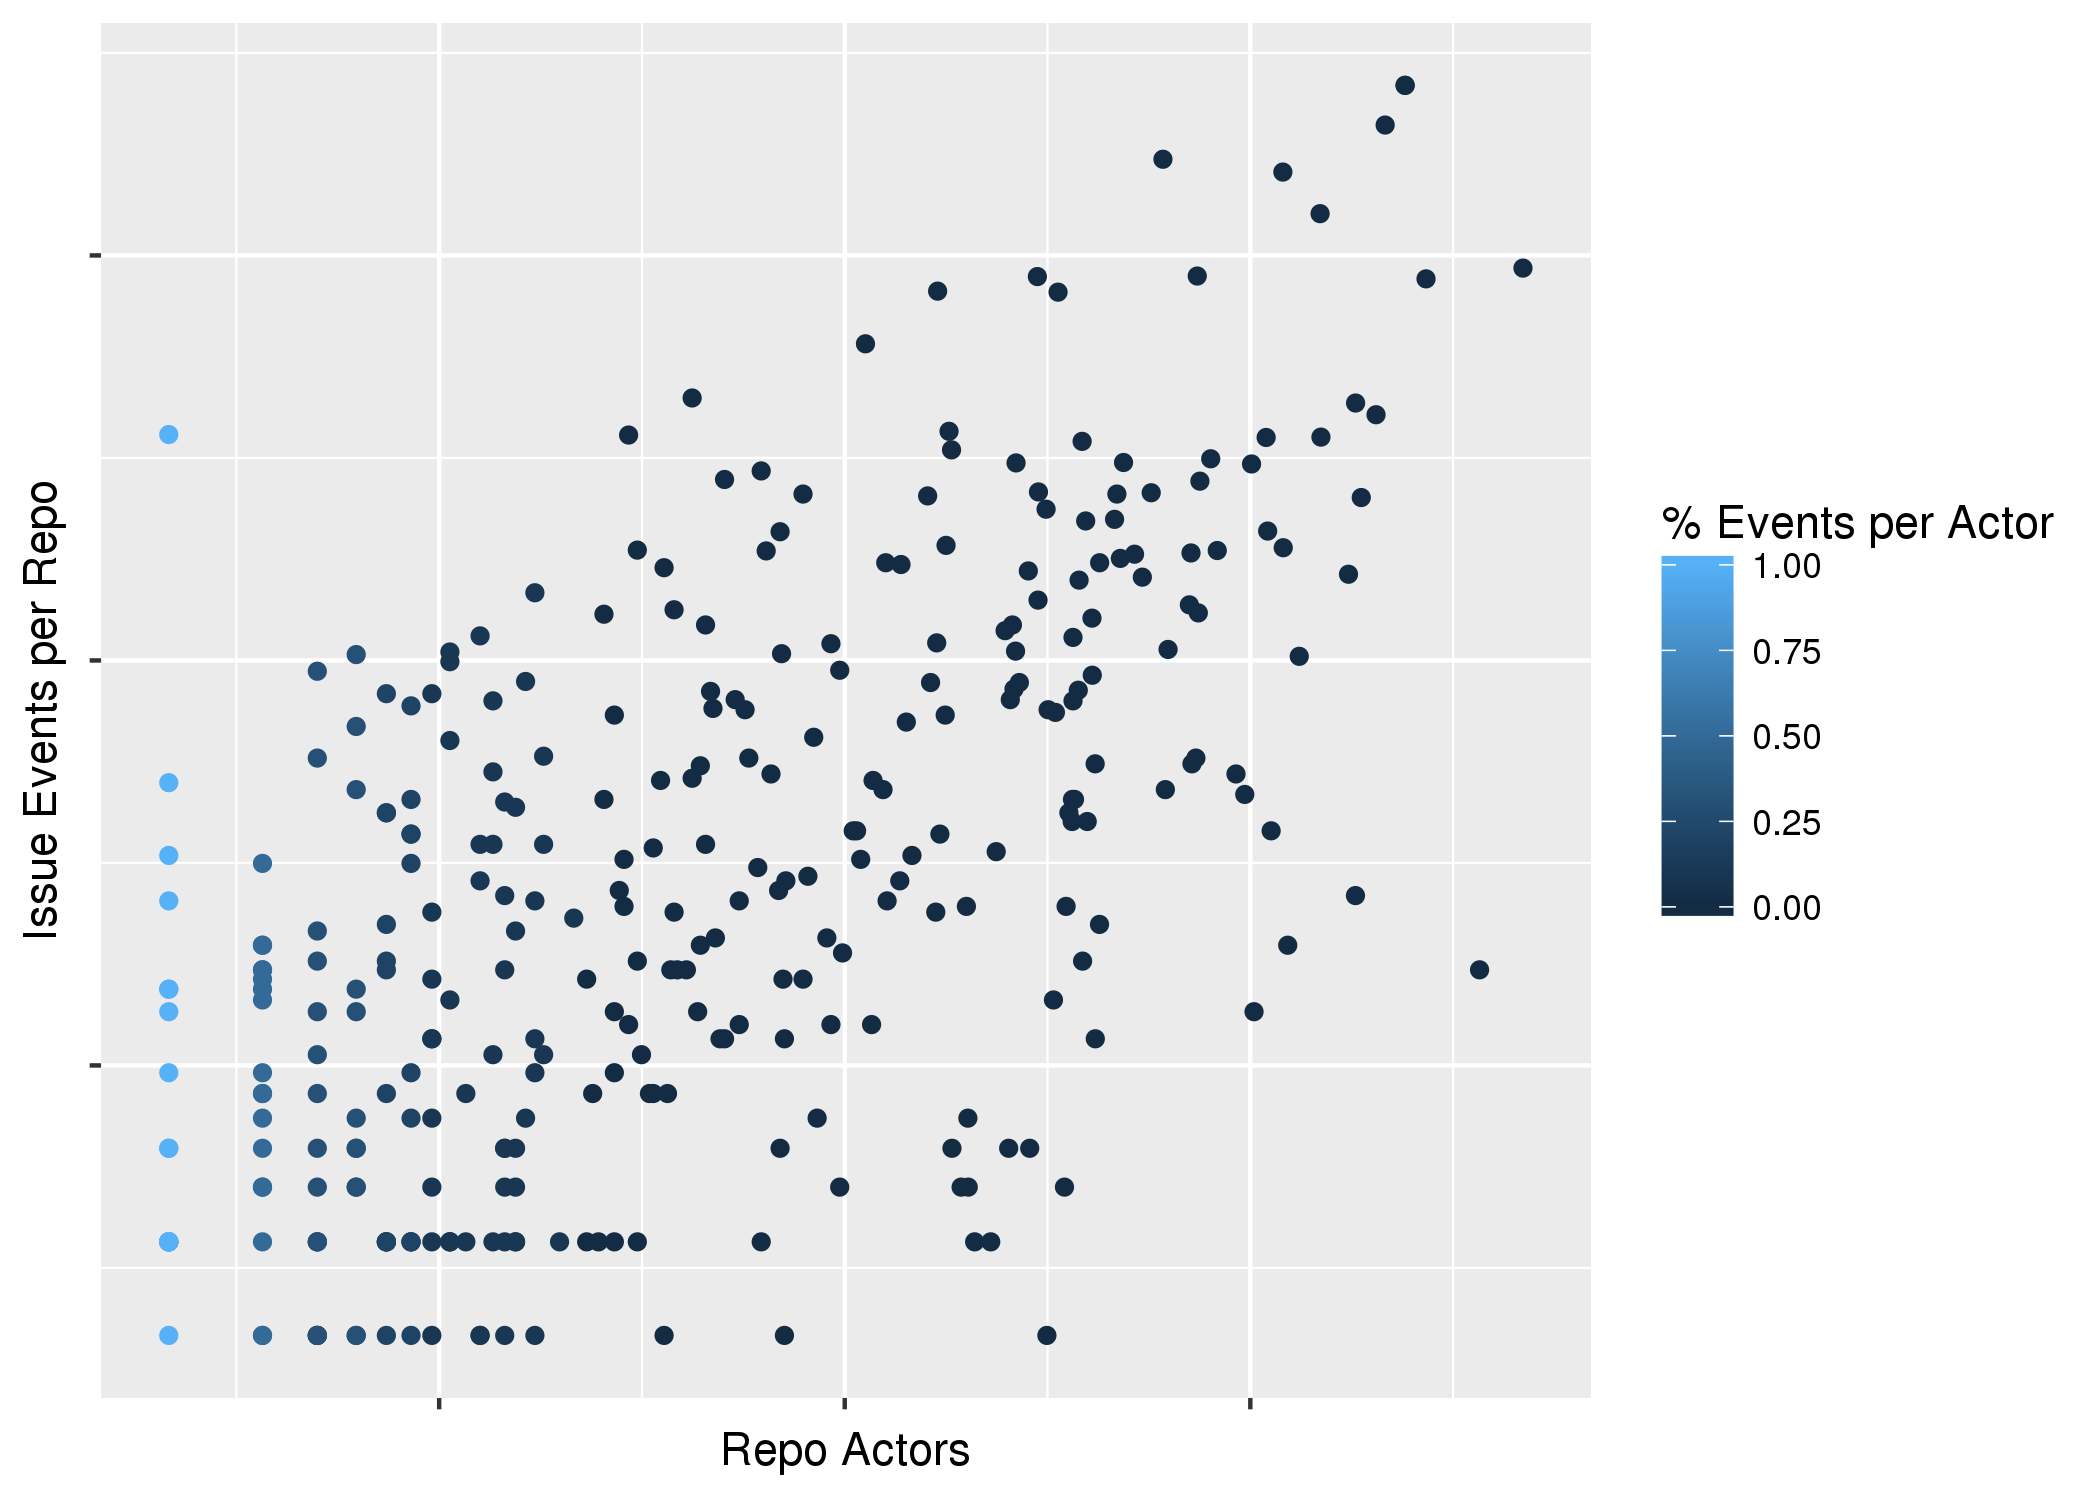 Issue Events per Repo
Repo Actors
% Events per Actor
1.00
0.75
0.50
0.25
0.00